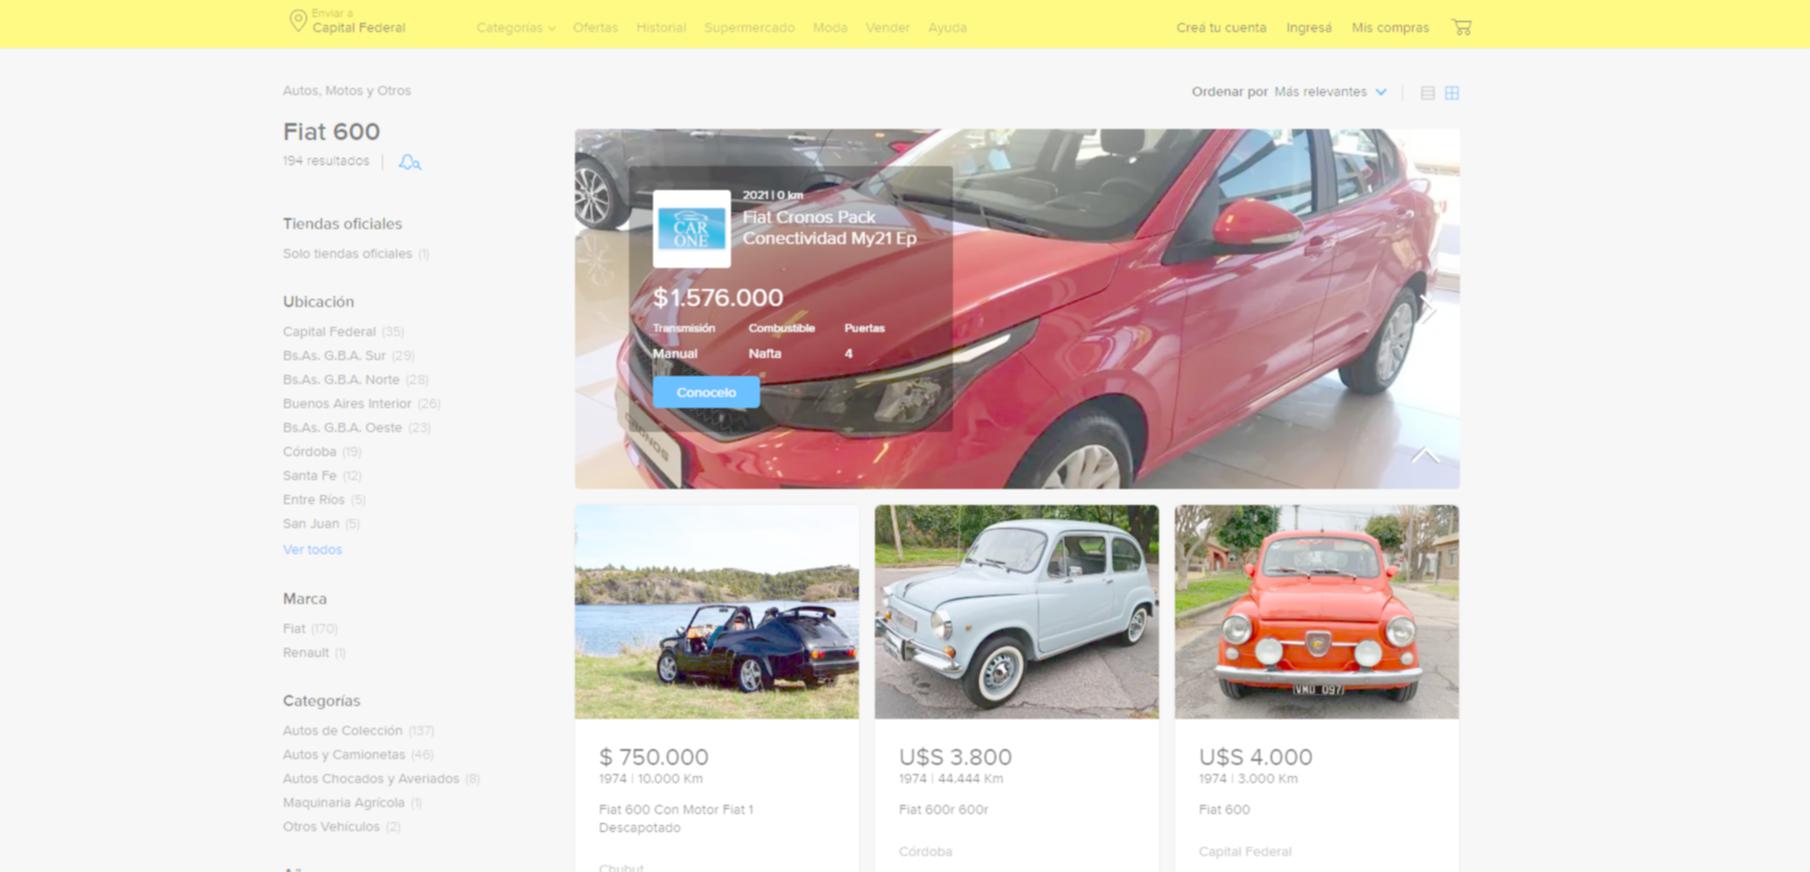 Enviar a
Capital Federal
Categorías
Ofertas
Historial
Supermercado
Moda
Vender
Ayuda
Creá tu cuenta
Ingresá
Mis compras
Autos, Motos y Otros
Ordenar por Más relevantes
Fiat 600
194 resultados
Tiendas oficiales
Solo tiendas oficiales (1)
Ubicación
Capital Federal (35)
Bs.As. G.B.A. Sur (29)
Bs.As. G.B.A. Norte (28)
Buenos Aires Interior (26)
Bs.As. G.B.A. Oeste (23)
Córdoba (19)
Santa Fe (12)
Entre Ríos (5)
San Juan (5)
Ver todos
Marca
Fiat (170)
Renault (1)
Categorías
Autos de Colección (137)
Autos y Camionetas (46)
Autos Chocados y Averiados (8)
Maquinaria Agrícola (1)
Otros Vehículos (2)
CAR
ONE
2021 | 0 km
Fiat Cronos Pack
Conectividad My21 Ep
$1.576.000
Transmisión Combustible Puertas
Manual Nafta 4
Conocelo
CRONOS
$ 750.000
1974 | 10.000 Km
Fiat 600 Con Motor Fiat 1
Descapotado
Chubut
U$S 3.800
1974 | 44.444 Km
Fiat 600r 600r
Córdoba
VMD 097
U$S 4.000
1974 | 3.000 Km
Fiat 600
Capital Federal